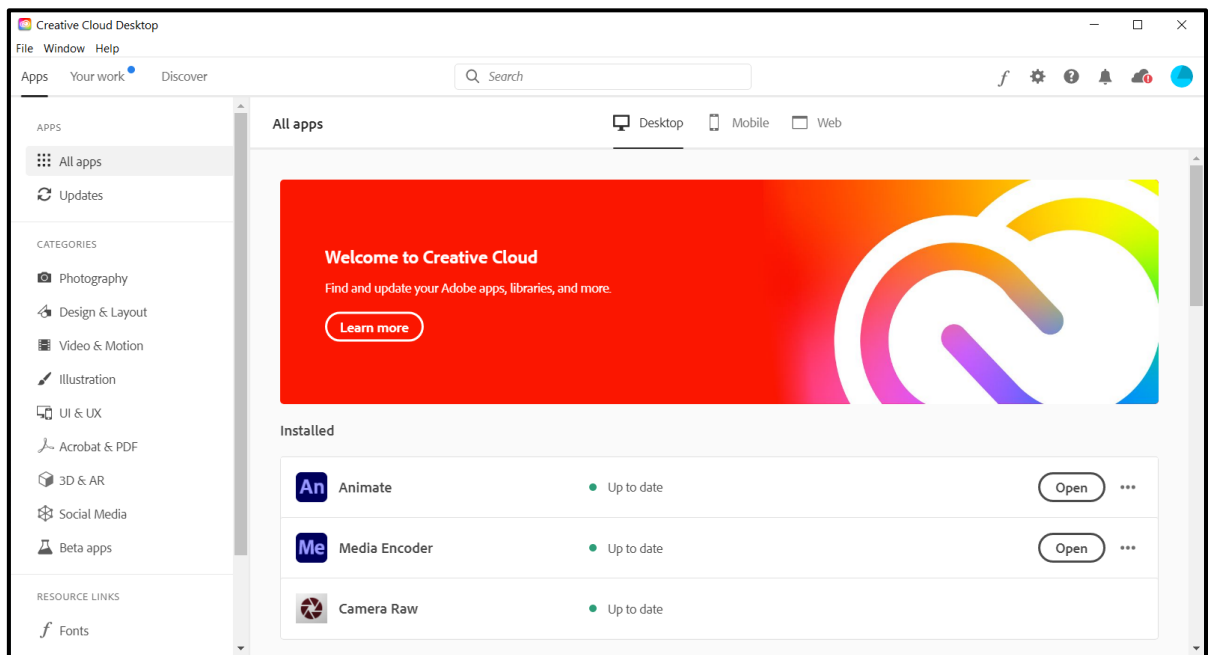 Creative Cloud Desktop
File Window Help
Apps Your work Discover Search
APPS
All apps
Updates
CATEGORIES
Photography
Design & Layout
Video & Motion
Illustration
UI & UX
Acrobat & PDF
3D & AR
Social Media
Beta apps
RESOURCE LINKS
Fonts
All apps Desktop Mobile Web
Welcome to Creative Cloud
Find and update your Adobe apps, libraries, and more.
Learn more
Installed
An Animate Up to date Open
Me Media Encoder Up to date Open
Camera Raw Up to date